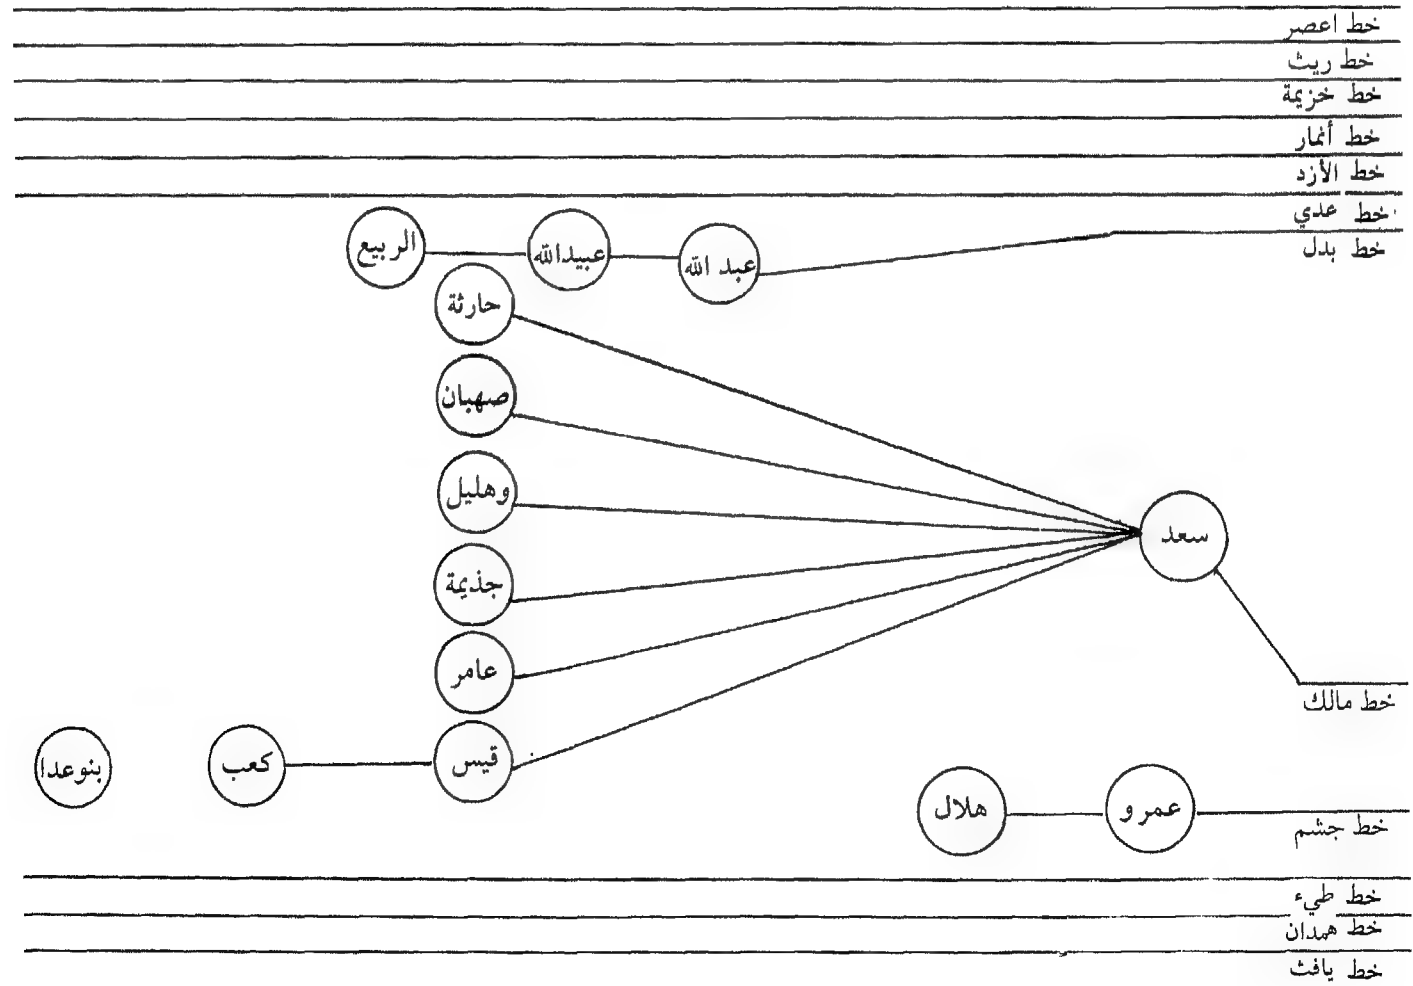 خط اعصر
خط ريث
خط خزيمة
خط أنمار
خط الأزد
خط عدي
خط بدل
عبد الله
عبيدالله
الربيع
حارثة
صهبان
وهليل
جذيمة
عامر
سعد
خط مالك
قيس
كعب
بنوعدا
خط جشم
عمرو
هلال
خط طيء
خط همدان
خط يافث